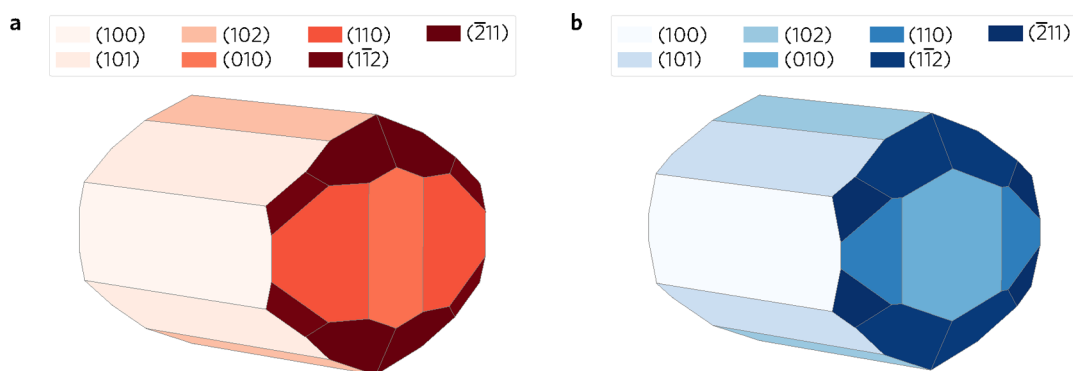 a
(100) (102) (110) (2̅11)
(101) (010) (11̅2)
b
(100) (102) (110) (2̅11)
(101) (010) (11̅2)